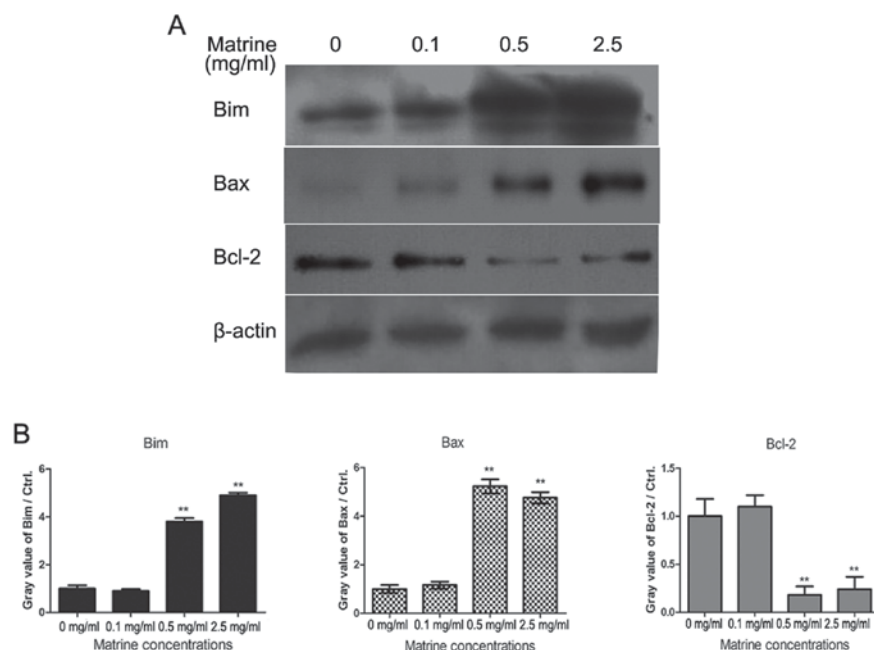 A
Matrine 0 0.1 0.5 2.5
(mg/ml)
Bim
Bax
Bcl-2
β-actin
B
Bim
Gray value of Bim / Ctrl.
6
4
2
0
**
**
0 mg/ml 0.1 mg/ml 0.5 mg/ml 2.5 mg/ml
Matrine concentrations
Bax
Gray value of Bax / Ctrl.
6
4
2
0
**
**
0 mg/ml 0.1 mg/ml 0.5 mg/ml 2.5 mg/ml
Matrine concentrations
Bcl-2
Gray value of Bcl-2 / Ctrl.
1.5
1.0
0.5
0.0
**
**
0 mg/ml 0.1 mg/ml 0.5 mg/ml 2.5 mg/ml
Matrine concentrations